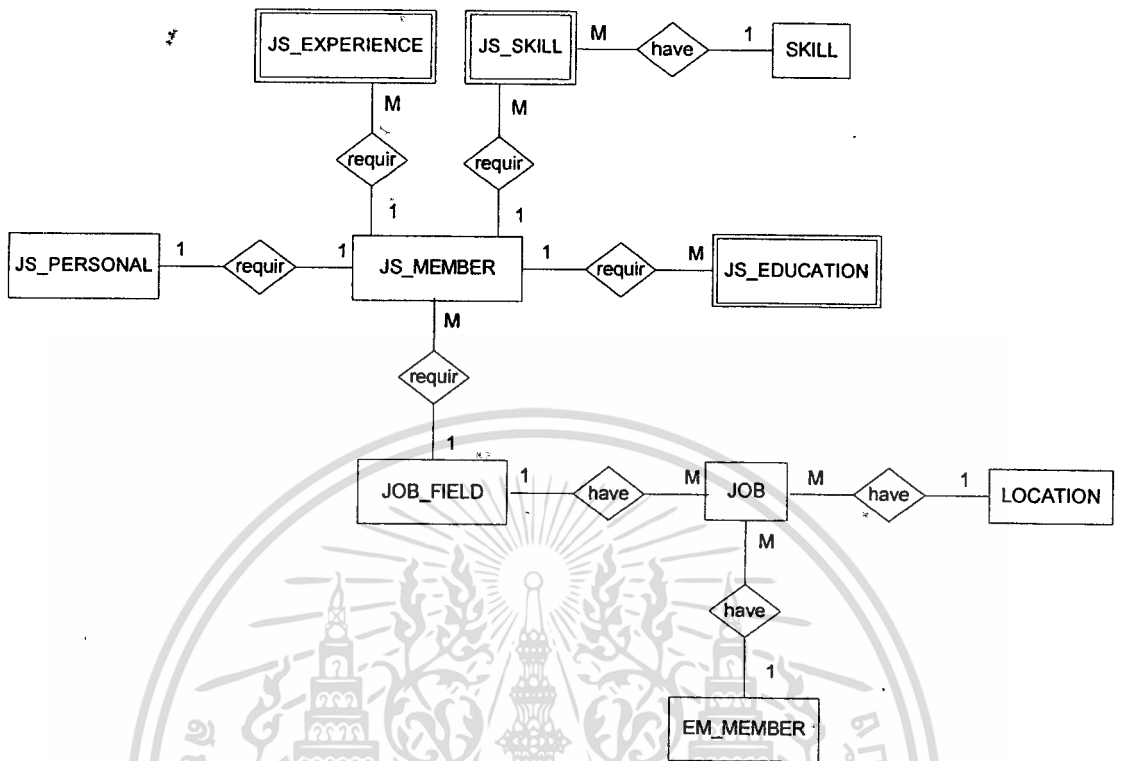 JS_EXPERIENCE
JS_SKILL
M
have
1
SKILL
M
M
requir
requir
1
1
JS_PERSONAL
1
requir
1
JS_MEMBER
1
requir
M
JS_EDUCATION
M
requir
1
JOB_FIELD
1
have
M
JOB
M
have
1
LOCATION
M
have
1
EM_MEMBER